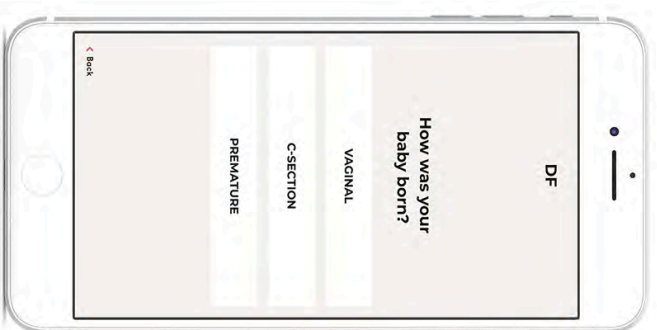 DF
How was your
baby born?
VAGINAL
C-SECTION
PREMATURE
< Back